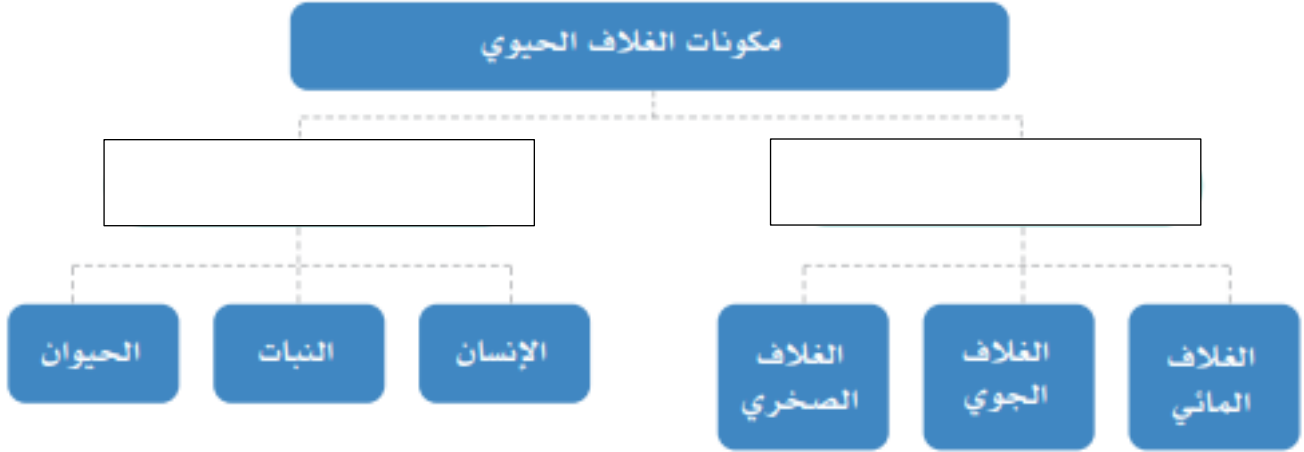 مكونات الغلاف الحيوي
الغلاف
المائي
الغلاف
الجوي
الغلاف
الصخري
الإنسان
النبات
الحيوان